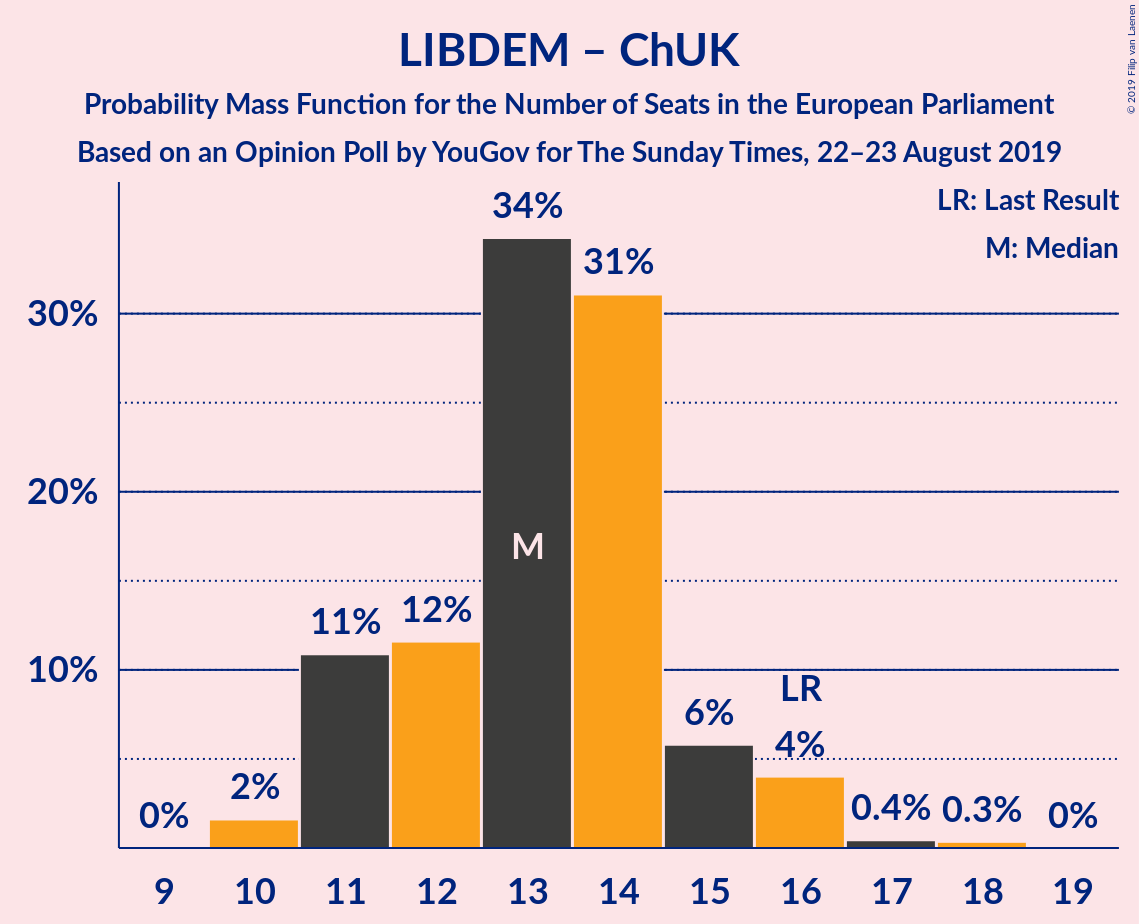 LIBDEM – ChUK
Probability Mass Function for the Number of Seats in the European Parliament
Based on an Opinion Poll by YouGov for The Sunday Times, 22–23 August 2019
© 2019 Filip van Laenen
LR: Last Result
M: Median
34%
31%
30%
20%
M
12%
11%
10%
LR
6%
4%
2%
0%
0.4%
0.3%
0%
9 10 11 12 13 14 15 16 17 18 19